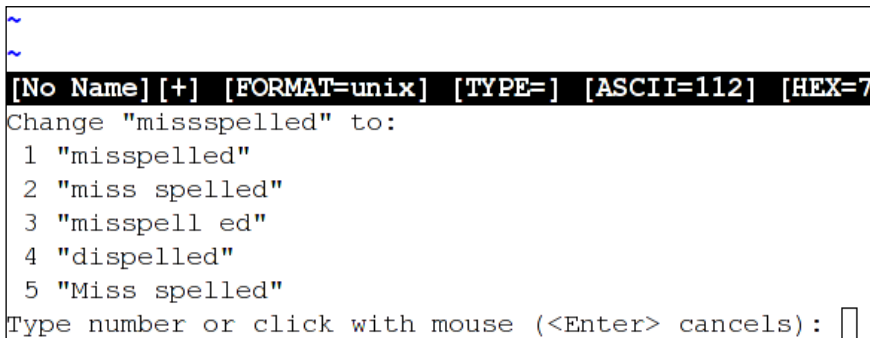 ~
~
[No Name][+] [FORMAT=unix] [TYPE=] [ASCII=112] [HEX=7
Change "missspelled" to:
1 "misspelled"
2 "miss spelled"
3 "misspell ed"
4 "dispelled"
5 "Miss spelled"
Type number or click with mouse (<Enter> cancels):